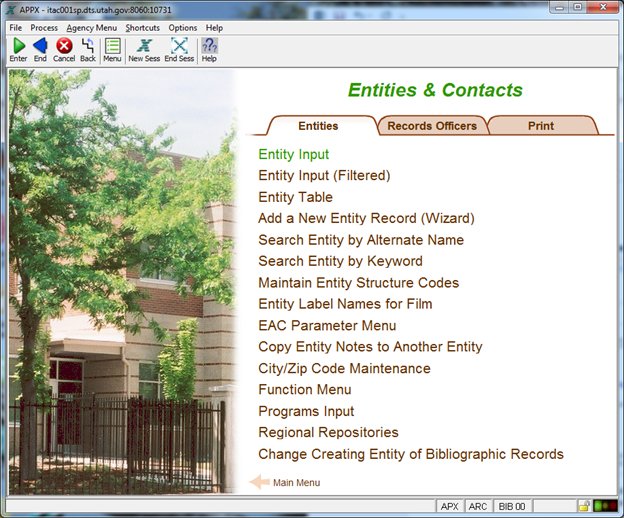 APPX - itac001sp.dts.utah.gov:8060:10731
File Process Agency Menu Shortcuts Options Help
Enter End Cancel Back Menu New Sess End Sess Help
Entities & Contacts
Entities Records Officers Print
Entity Input
Entity Input (Filtered)
Entity Table
Add a New Entity Record (Wizard)
Search Entity by Alternate Name
Search Entity by Keyword
Maintain Entity Structure Codes
Entity Label Names for Film
EAC Parameter Menu
Copy Entity Notes to Another Entity
City/Zip Code Maintenance
Function Menu
Programs Input
Regional Repositories
Change Creating Entity of Bibliographic Records
Main Menu
APX ARC BIB 00